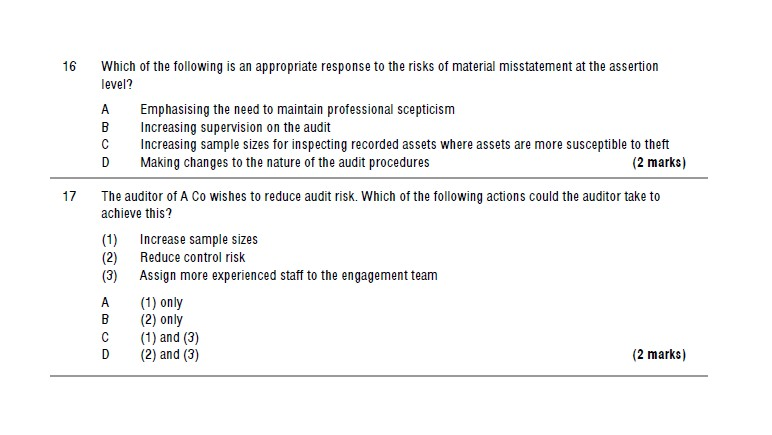 16 Which of the following is an appropriate response to the risks of material misstatement at the assertion
level?
A Emphasising the need to maintain professional scepticism
B Increasing supervision on the audit
C Increasing sample sizes for inspecting recorded assets where assets are more susceptible to theft
D Making changes to the nature of the audit procedures (2 marks)
17 The auditor of A Co wishes to reduce audit risk. Which of the following actions could the auditor take to
achieve this?
(1) Increase sample sizes
(2) Reduce control risk
(3) Assign more experienced staff to the engagement team
A (1) only
B (2) only
C (1) and (3)
D (2) and (3) (2 marks)